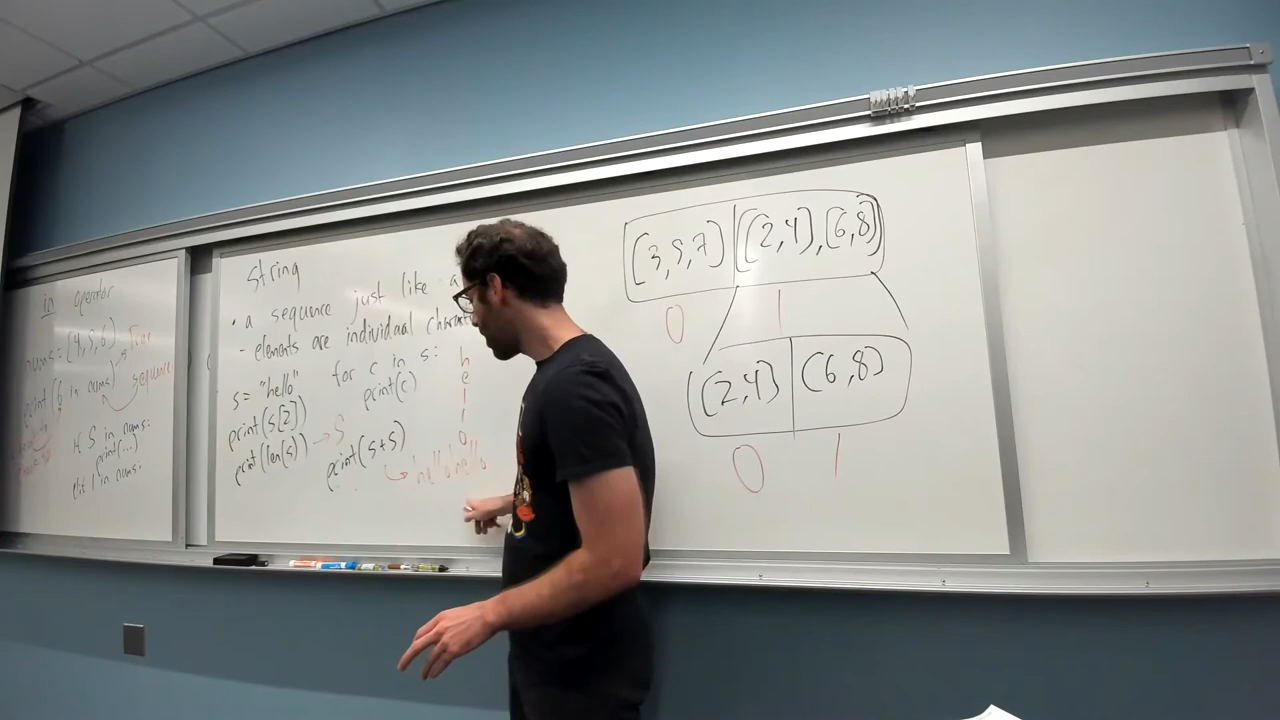 in operator
nums = [4,5,6]
True
print(6 in nums)
sequence
if 5 in nums:
print(...)
elif 1 in nums:
String
• a sequence just like a
- elements are individual
s = "hello"
for c in s:
print(c)
h
e
l
l
o
print(s[2])
print(len(s)) → 5
print(s+s)
hellohello
(3,5,7) ((2,4),(6,8))
0 1
(2,4) (6,8)
0 1